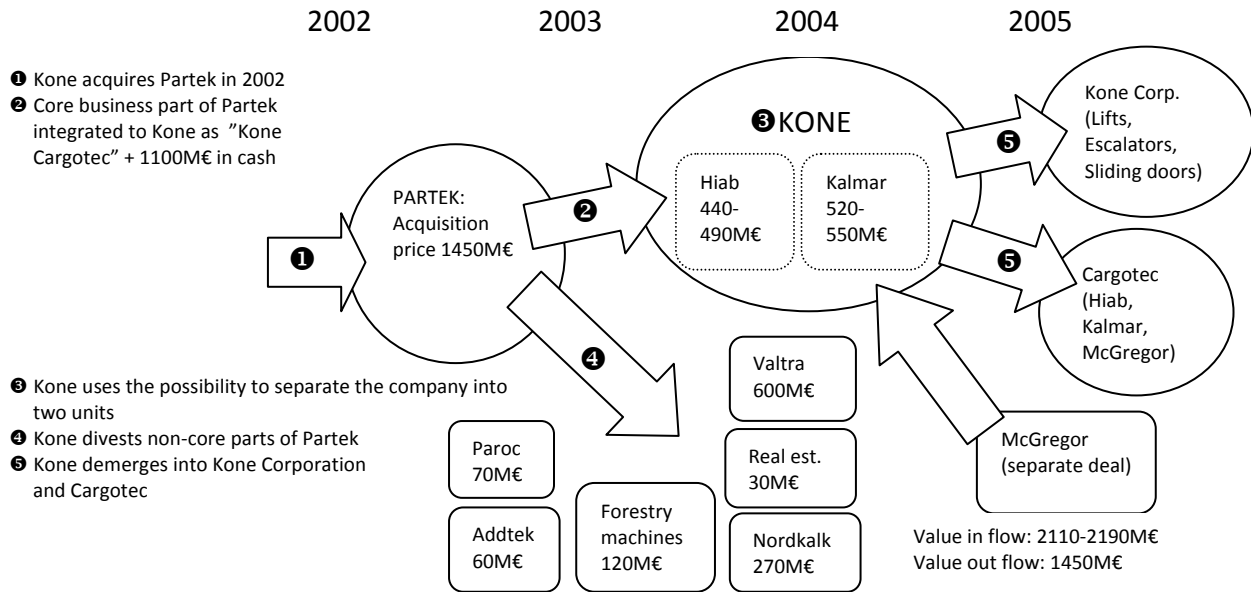 2002 2003 2004 2005
❶ Kone acquires Partek in 2002
❷ Core business part of Partek
integrated to Kone as ”Kone
Cargotec” + 1100M€ in cash
❶
PARTEK:
Acquisition
price 1450M€
❷
❹
❸KONE
Hiab
440-
490M€
Kalmar
520-
550M€
❺
❺
Kone Corp.
(Lifts,
Escalators,
Sliding doors)
Cargotec
(Hiab,
Kalmar,
McGregor)
❸ Kone uses the possibility to separate the company into
two units
❹ Kone divests non-core parts of Partek
❺ Kone demerges into Kone Corporation
and Cargotec
Paroc
70M€
Addtek
60M€
Forestry
machines
120M€
Valtra
600M€
Real est.
30M€
Nordkalk
270M€
McGregor
(separate deal)
Value in flow: 2110-2190M€
Value out flow: 1450M€